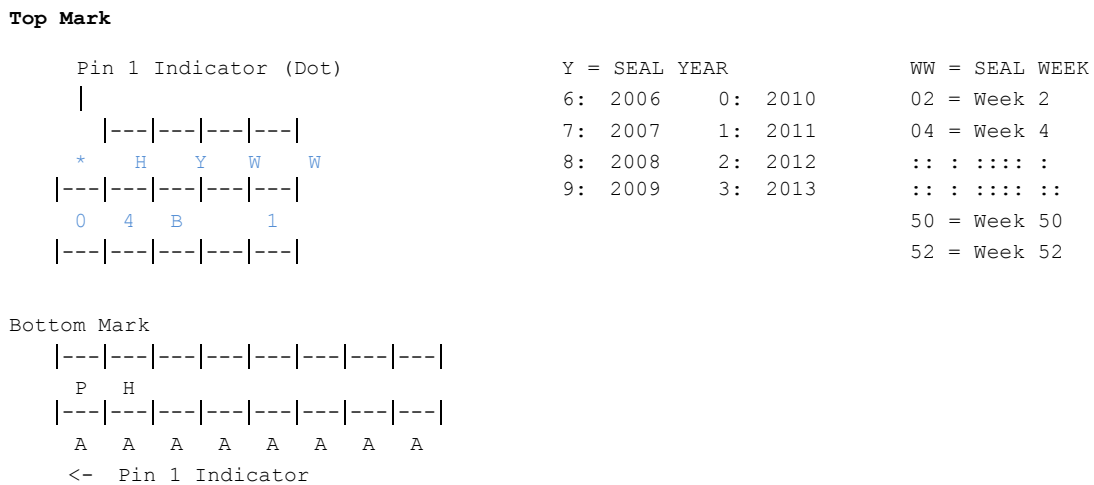 Top Mark
Pin 1 Indicator (Dot)
|
|---|---|---|---|
* H Y W W
|---|---|---|---|---|
0 4 B 1
|---|---|---|---|---|
Y = SEAL YEAR
6: 2006 0: 2010
7: 2007 1: 2011
8: 2008 2: 2012
9: 2009 3: 2013
WW = SEAL WEEK
02 = Week 2
04 = Week 4
:: : :::: :
:: : :::: ::
50 = Week 50
52 = Week 52
Bottom Mark
|---|---|---|---|---|---|---|---|
P H
|---|---|---|---|---|---|---|---|
A A A A A A A A
<- Pin 1 Indicator